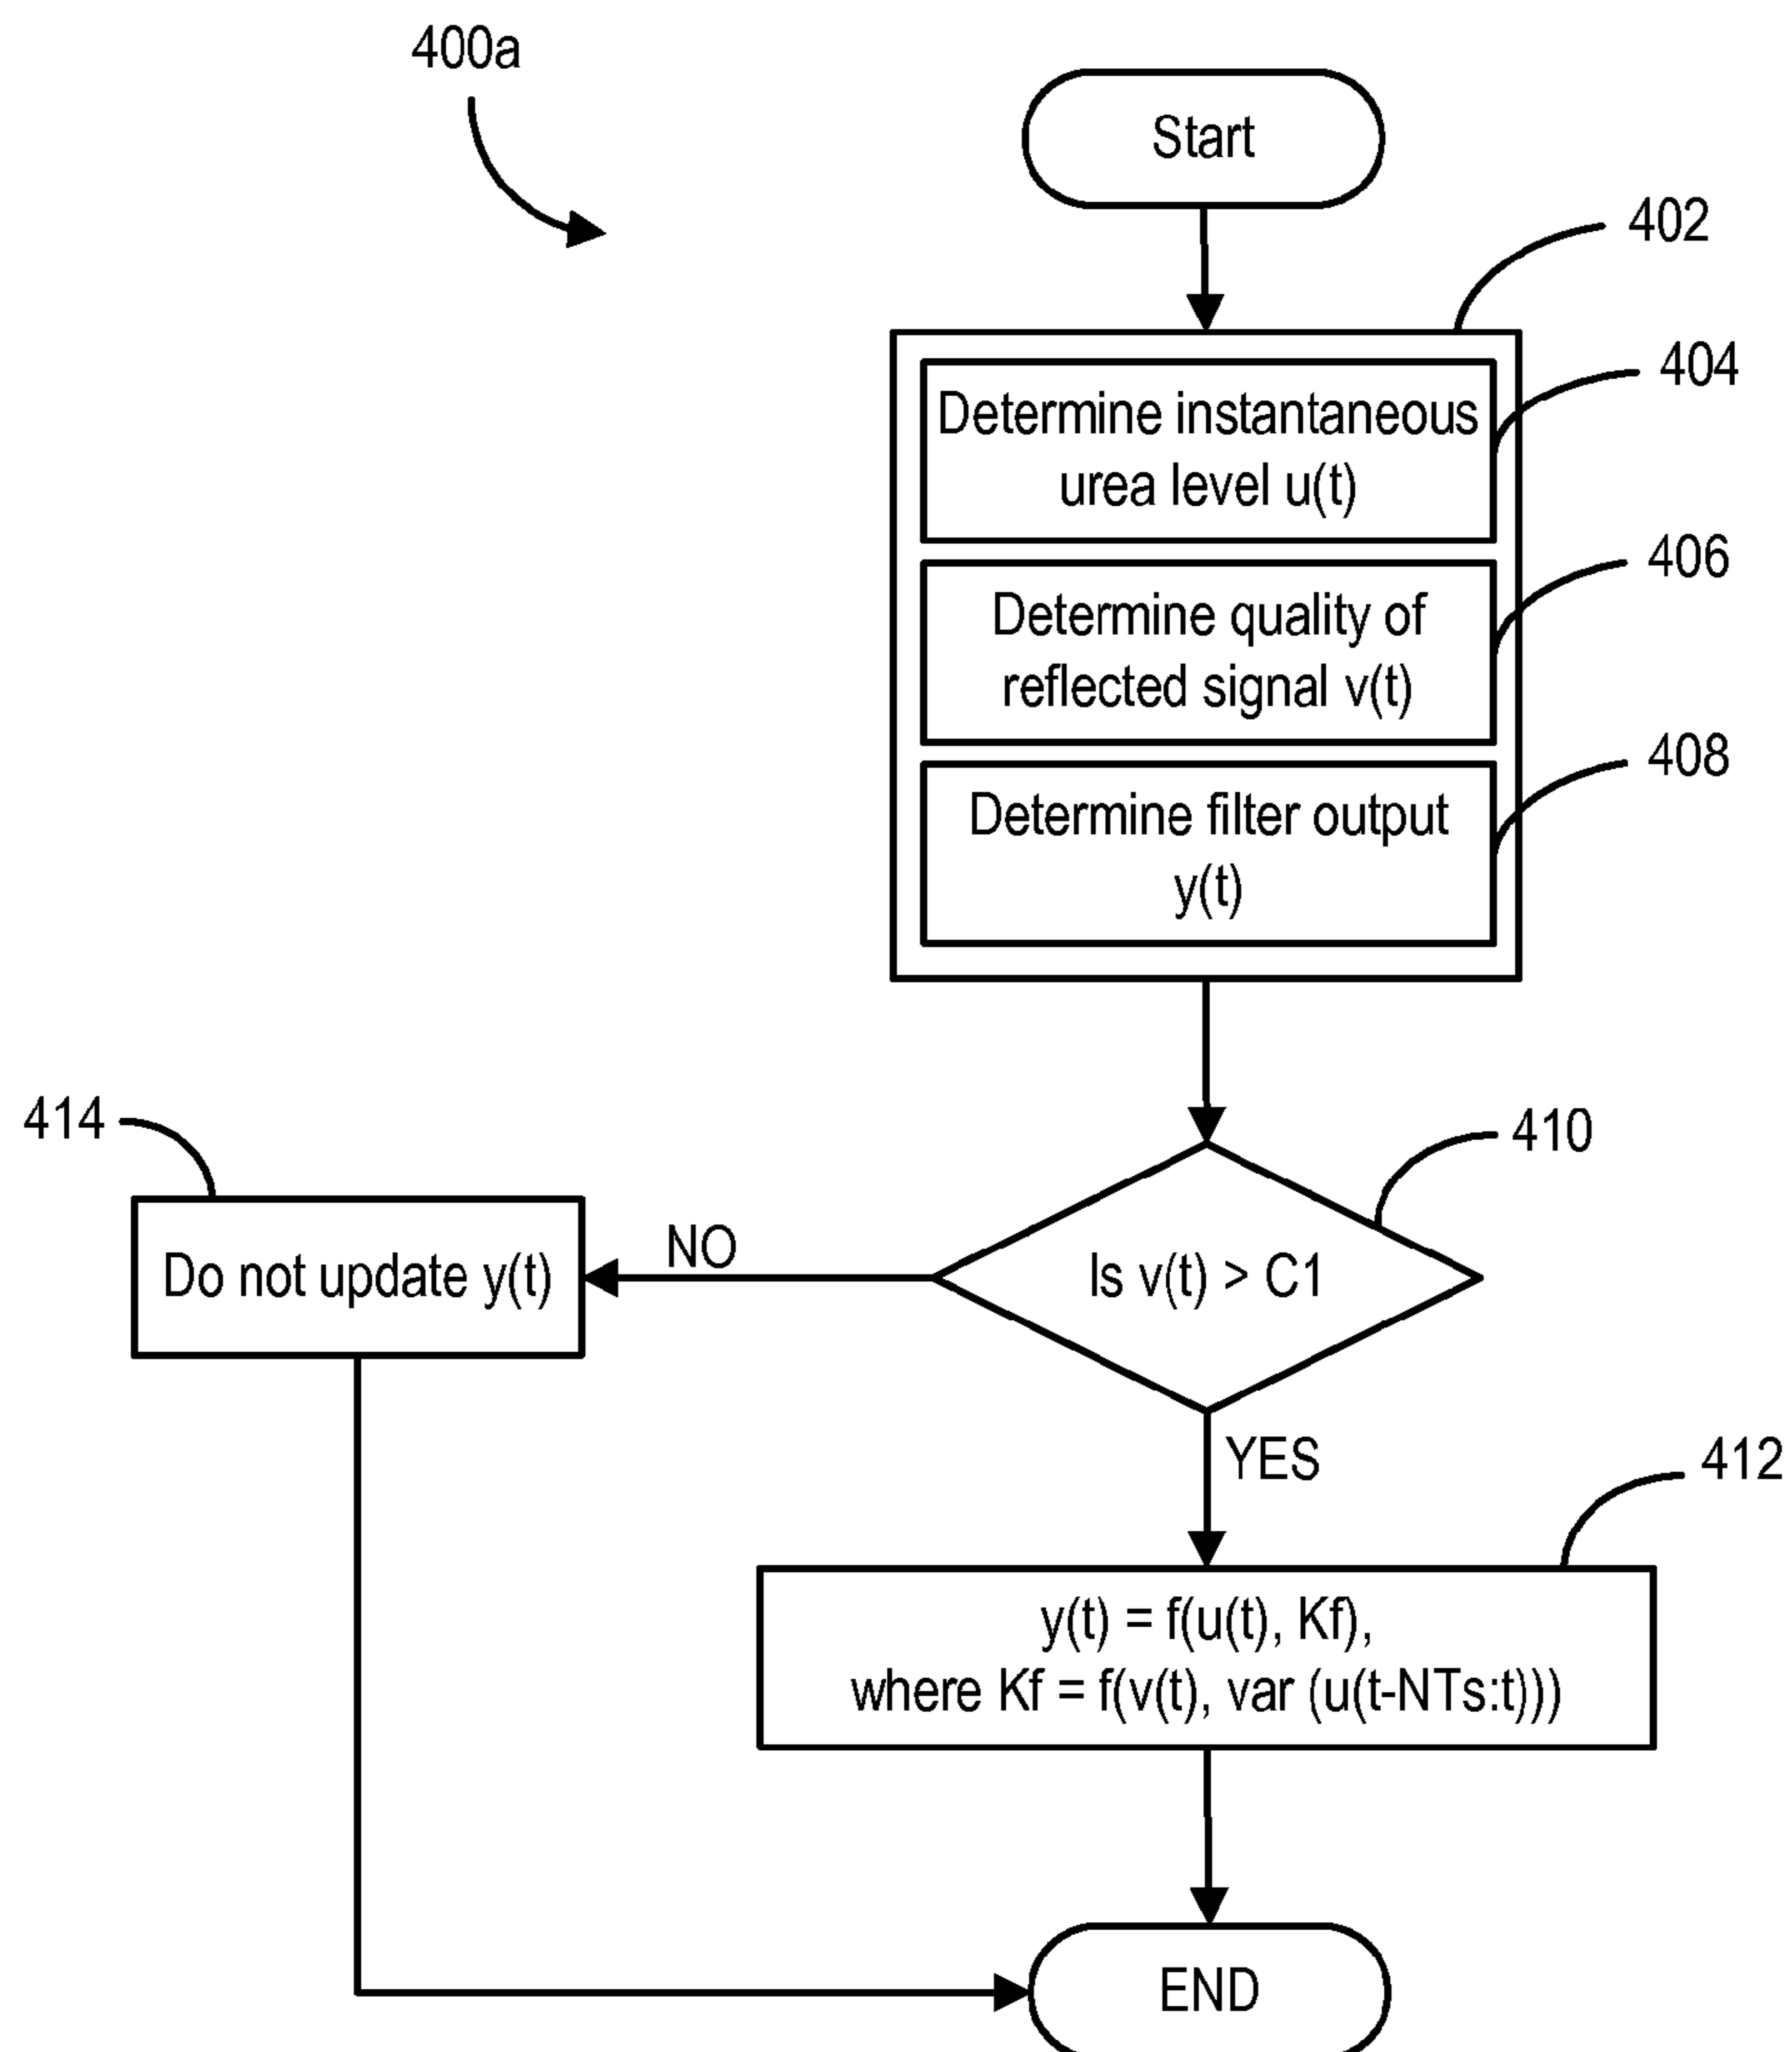 400a
Start
402
Determine instantaneous
urea level u(t)
404
Determine quality of
reflected signal v(t)
406
Determine filter output
y(t)
408
414
Do not update y(t)
NO
Is v(t) > C1
410
YES
412
y(t) = f(u(t), Kf),
where Kf = f(v(t), var (u(t-NTs:t)))
END